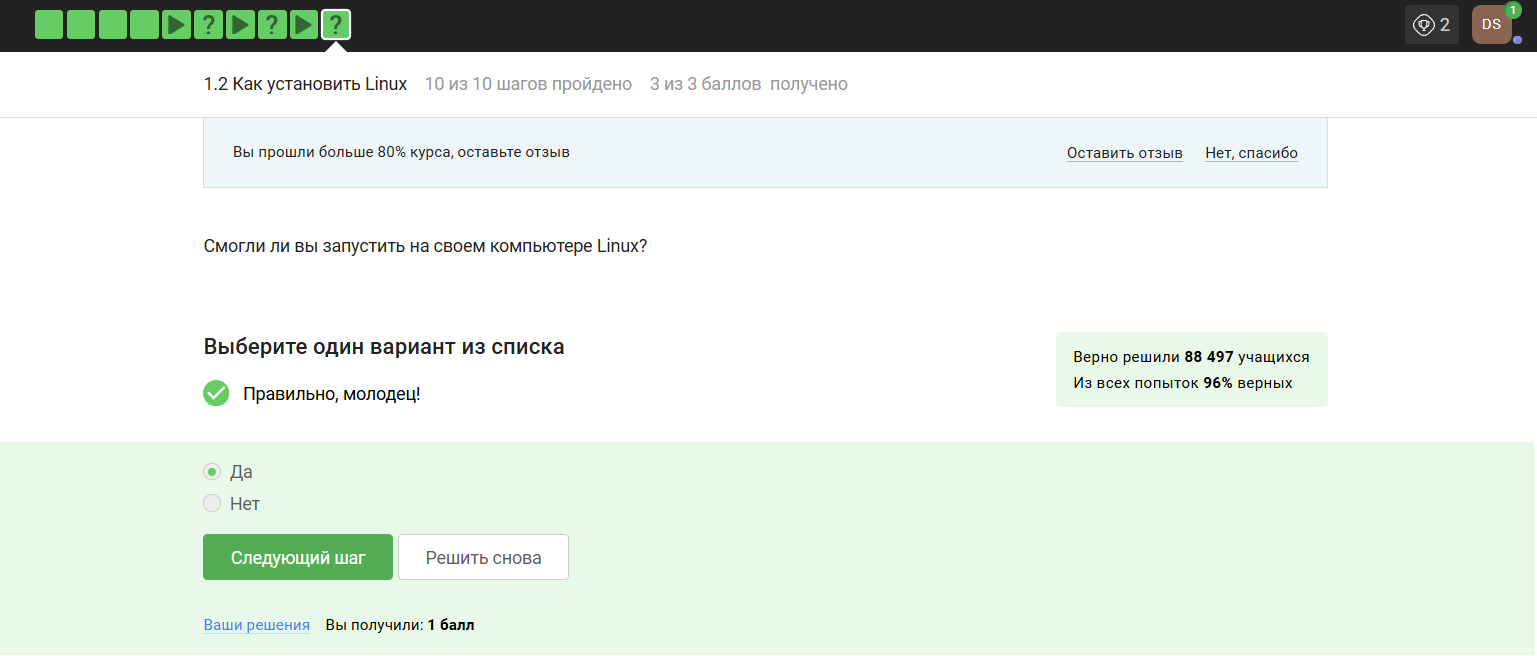 ? ? ?
2
DS
1
1.2 Как установить Linux 10 из 10 шагов пройдено 3 из 3 баллов получено
Вы прошли больше 80% курса, оставьте отзыв Оставить отзыв Нет, спасибо
Смогли ли вы запустить на своем компьютере Linux?
Выберите один вариант из списка
Правильно, молодец!
Верно решили 88 497 учащихся
Из всех попыток 96% верных
Да
Нет
Следующий шаг Решить снова
Ваши решения Вы получили: 1 балл